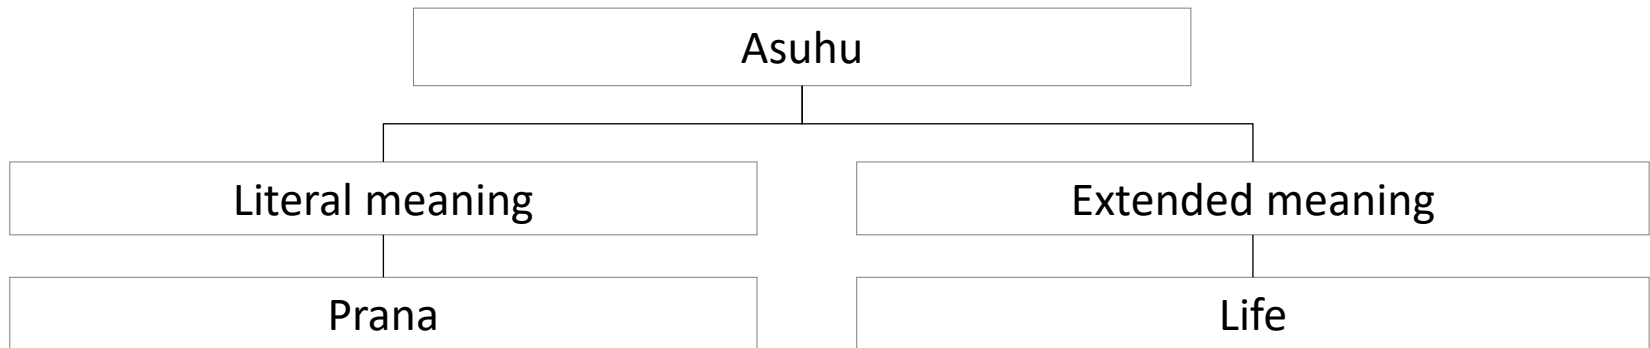 Asuhu
Literal meaning
Extended meaning
Prana
Life